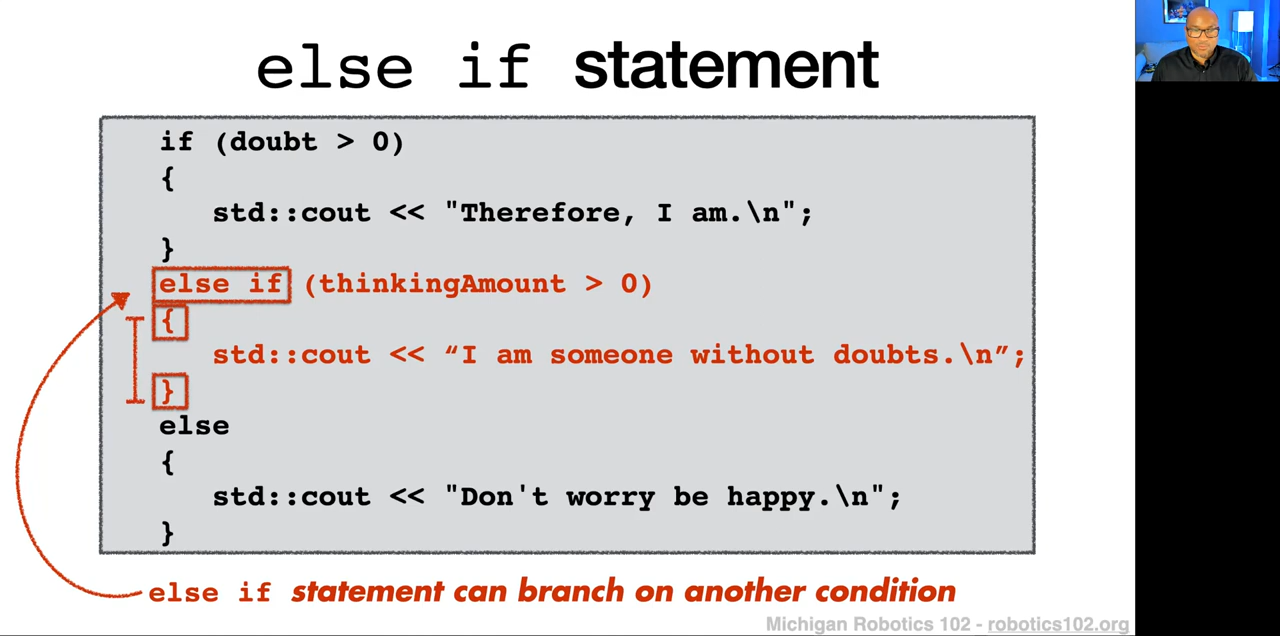 else if statement
if (doubt > 0)
{
std::cout << "Therefore, I am.\n";
}
else if (thinkingAmount > 0)
{
std::cout << “I am someone without doubts.\n”;
}
else
{
std::cout << "Don't worry be happy.\n";
}
else if statement can branch on another condition
Michigan Robotics 102 - robotics102.org